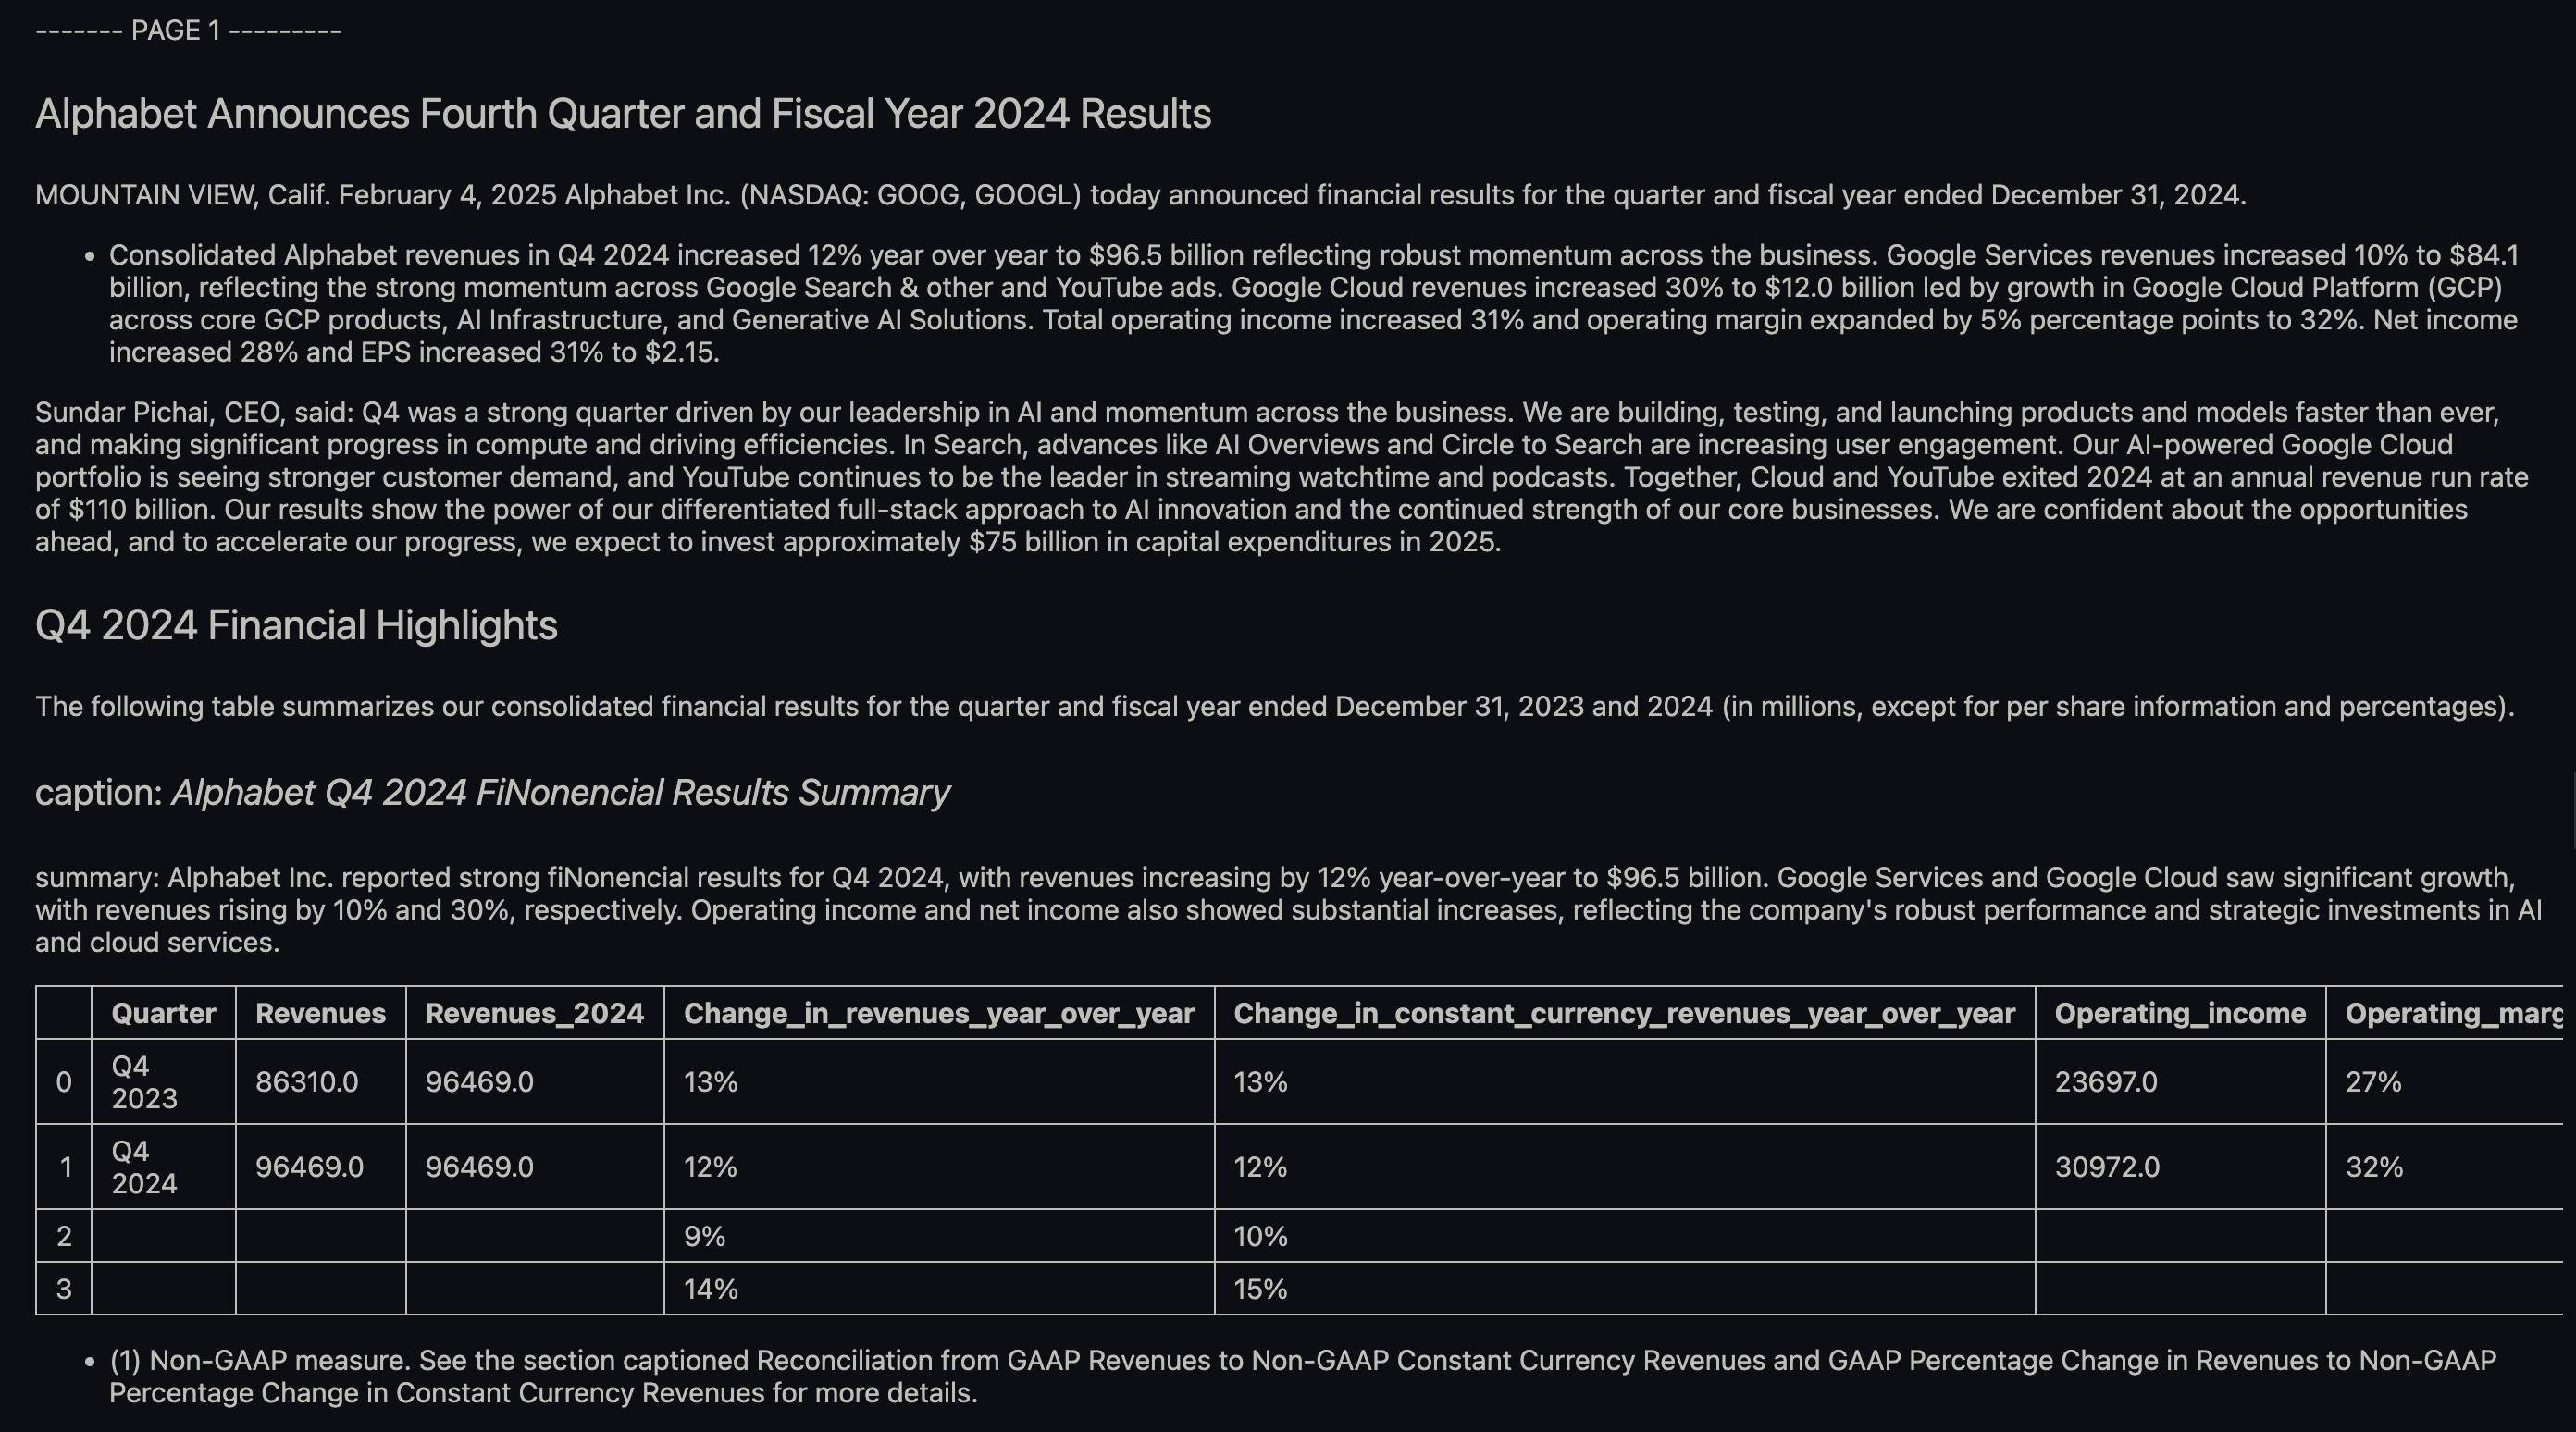 ------- PAGE 1 ---------
Alphabet Announces Fourth Quarter and Fiscal Year 2024 Results
MOUNTAIN VIEW, Calif. February 4, 2025 Alphabet Inc. (NASDAQ: GOOG, GOOGL) today announced financial results for the quarter and fiscal year ended December 31, 2024.
• Consolidated Alphabet revenues in Q4 2024 increased 12% year over year to $96.5 billion reflecting robust momentum across the business. Google Services revenues increased 10% to $84.1
billion, reflecting the strong momentum across Google Search & other and YouTube ads. Google Cloud revenues increased 30% to $12.0 billion led by growth in Google Cloud Platform (GCP)
across core GCP products, AI Infrastructure, and Generative AI Solutions. Total operating income increased 31% and operating margin expanded by 5% percentage points to 32%. Net income
increased 28% and EPS increased 31% to $2.15.
Sundar Pichai, CEO, said: Q4 was a strong quarter driven by our leadership in AI and momentum across the business. We are building, testing, and launching products and models faster than ever,
and making significant progress in compute and driving efficiencies. In Search, advances like AI Overviews and Circle to Search are increasing user engagement. Our AI-powered Google Cloud
portfolio is seeing stronger customer demand, and YouTube continues to be the leader in streaming watchtime and podcasts. Together, Cloud and YouTube exited 2024 at an annual revenue run rate
of $110 billion. Our results show the power of our differentiated full-stack approach to AI innovation and the continued strength of our core businesses. We are confident about the opportunities
ahead, and to accelerate our progress, we expect to invest approximately $75 billion in capital expenditures in 2025.
Q4 2024 Financial Highlights
The following table summarizes our consolidated financial results for the quarter and fiscal year ended December 31, 2023 and 2024 (in millions, except for per share information and percentages).
caption: Alphabet Q4 2024 FiNonencial Results Summary
summary: Alphabet Inc. reported strong fiNonencial results for Q4 2024, with revenues increasing by 12% year-over-year to $96.5 billion. Google Services and Google Cloud saw significant growth,
with revenues rising by 10% and 30%, respectively. Operating income and net income also showed substantial increases, reflecting the company's robust performance and strategic investments in AI
and cloud services.
Quarter Revenues Revenues_2024 Change_in_revenues_year_over_year Change_in_constant_currency_revenues_year_over_year Operating_income Operating_marg
0 Q4 2023 86310.0 96469.0 13% 13% 23697.0 27%
1 Q4 2024 96469.0 96469.0 12% 12% 30972.0 32%
2 9% 10%
3 14% 15%
• (1) Non-GAAP measure. See the section captioned Reconciliation from GAAP Revenues to Non-GAAP Constant Currency Revenues and GAAP Percentage Change in Revenues to Non-GAAP
Percentage Change in Constant Currency Revenues for more details.